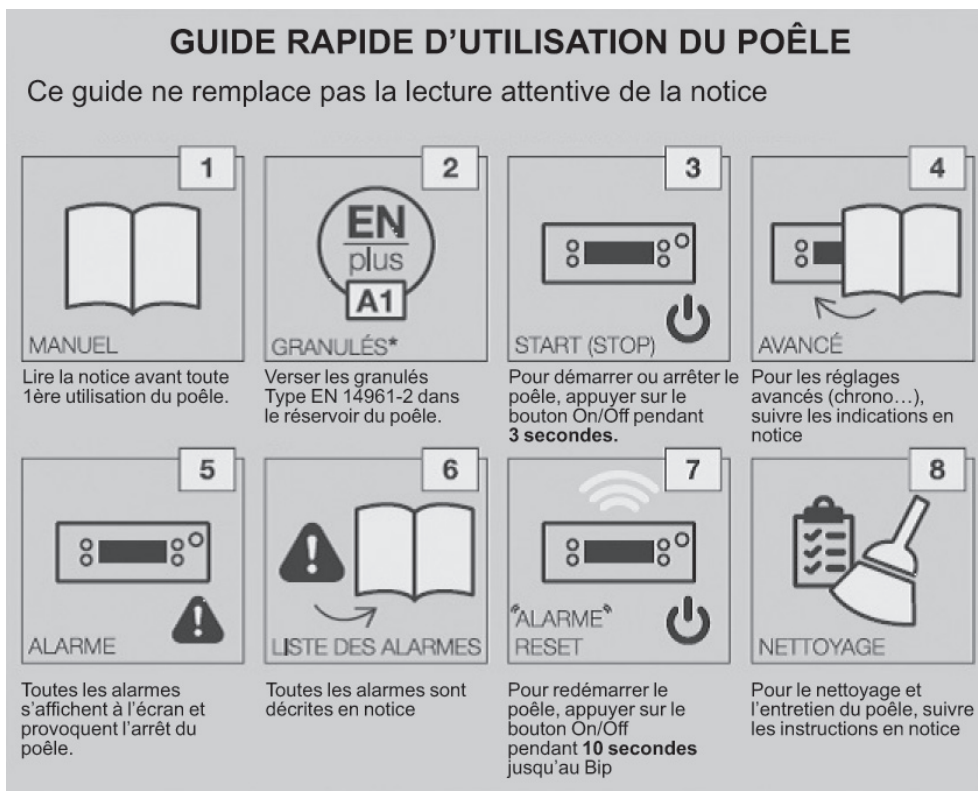 GUIDE RAPIDE D’UTILISATION DU POÊLE
Ce guide ne remplace pas la lecture attentive de la notice
1
MANUEL
Lire la notice avant toute
1ère utilisation du poêle.
2
EN
plus
A1
GRANULÉS*
Verser les granulés
Type EN 14961-2 dans
le réservoir du poêle.
3
START (STOP)
Pour démarrer ou arrêter le
poêle, appuyer sur le
bouton On/Off pendant
3 secondes.
4
AVANCÉ
Pour les réglages
avancés (chrono…),
suivre les indications en
notice
5
ALARME
Toutes les alarmes
s’affichent à l’écran et
provoquent l’arrêt du
poêle.
6
LISTE DES ALARMES
Toutes les alarmes sont
décrites en notice
7
"ALARME"
RESET
Pour redémarrer le
poêle, appuyer sur le
bouton On/Off
pendant 10 secondes
jusqu’au Bip
8
NETTOYAGE
Pour le nettoyage et
l’entretien du poêle, suivre
les instructions en notice